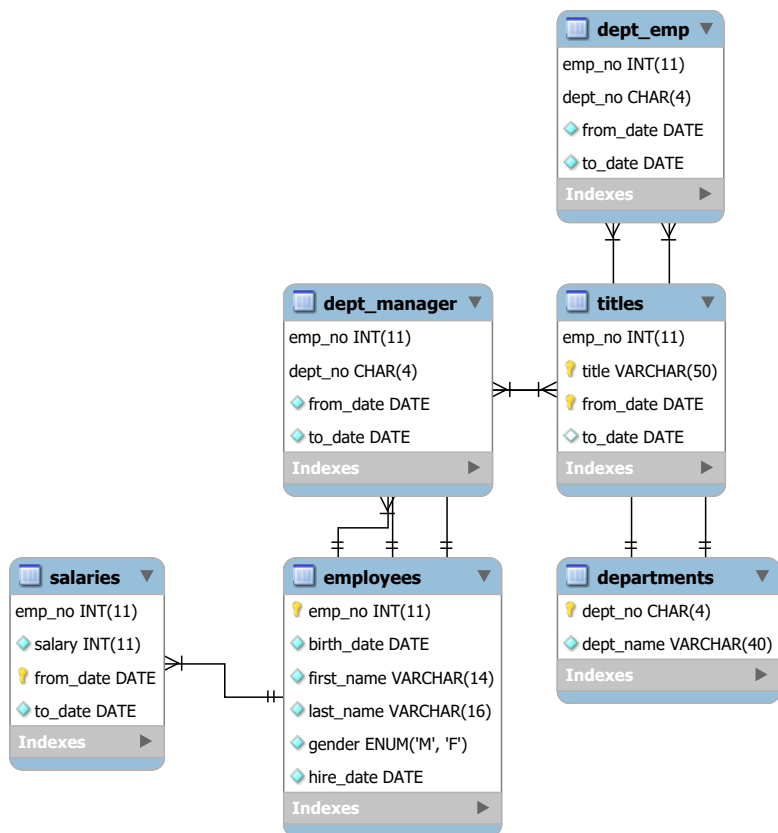 dept_emp
emp_no INT(11)
dept_no CHAR(4)
from_date DATE
to_date DATE
Indexes
dept_manager
emp_no INT(11)
dept_no CHAR(4)
from_date DATE
to_date DATE
Indexes
titles
emp_no INT(11)
title VARCHAR(50)
from_date DATE
to_date DATE
Indexes
salaries
emp_no INT(11)
salary INT(11)
from_date DATE
to_date DATE
Indexes
employees
emp_no INT(11)
birth_date DATE
first_name VARCHAR(14)
last_name VARCHAR(16)
gender ENUM('M', 'F')
hire_date DATE
Indexes
departments
dept_no CHAR(4)
dept_name VARCHAR(40)
Indexes